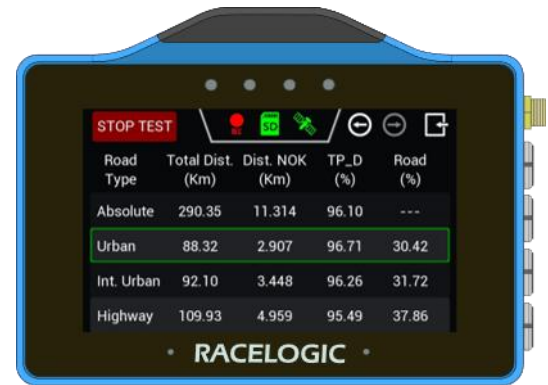 STOP TEST SD
Road Type Total Dist. (Km) Dist. NOK (Km) TP_D (%) Road (%)
Absolute 290.35 11.314 96.10 ---
Urban 88.32 2.907 96.71 30.42
Int. Urban 92.10 3.448 96.26 31.72
Highway 109.93 4.959 95.49 37.86
RACELOGIC